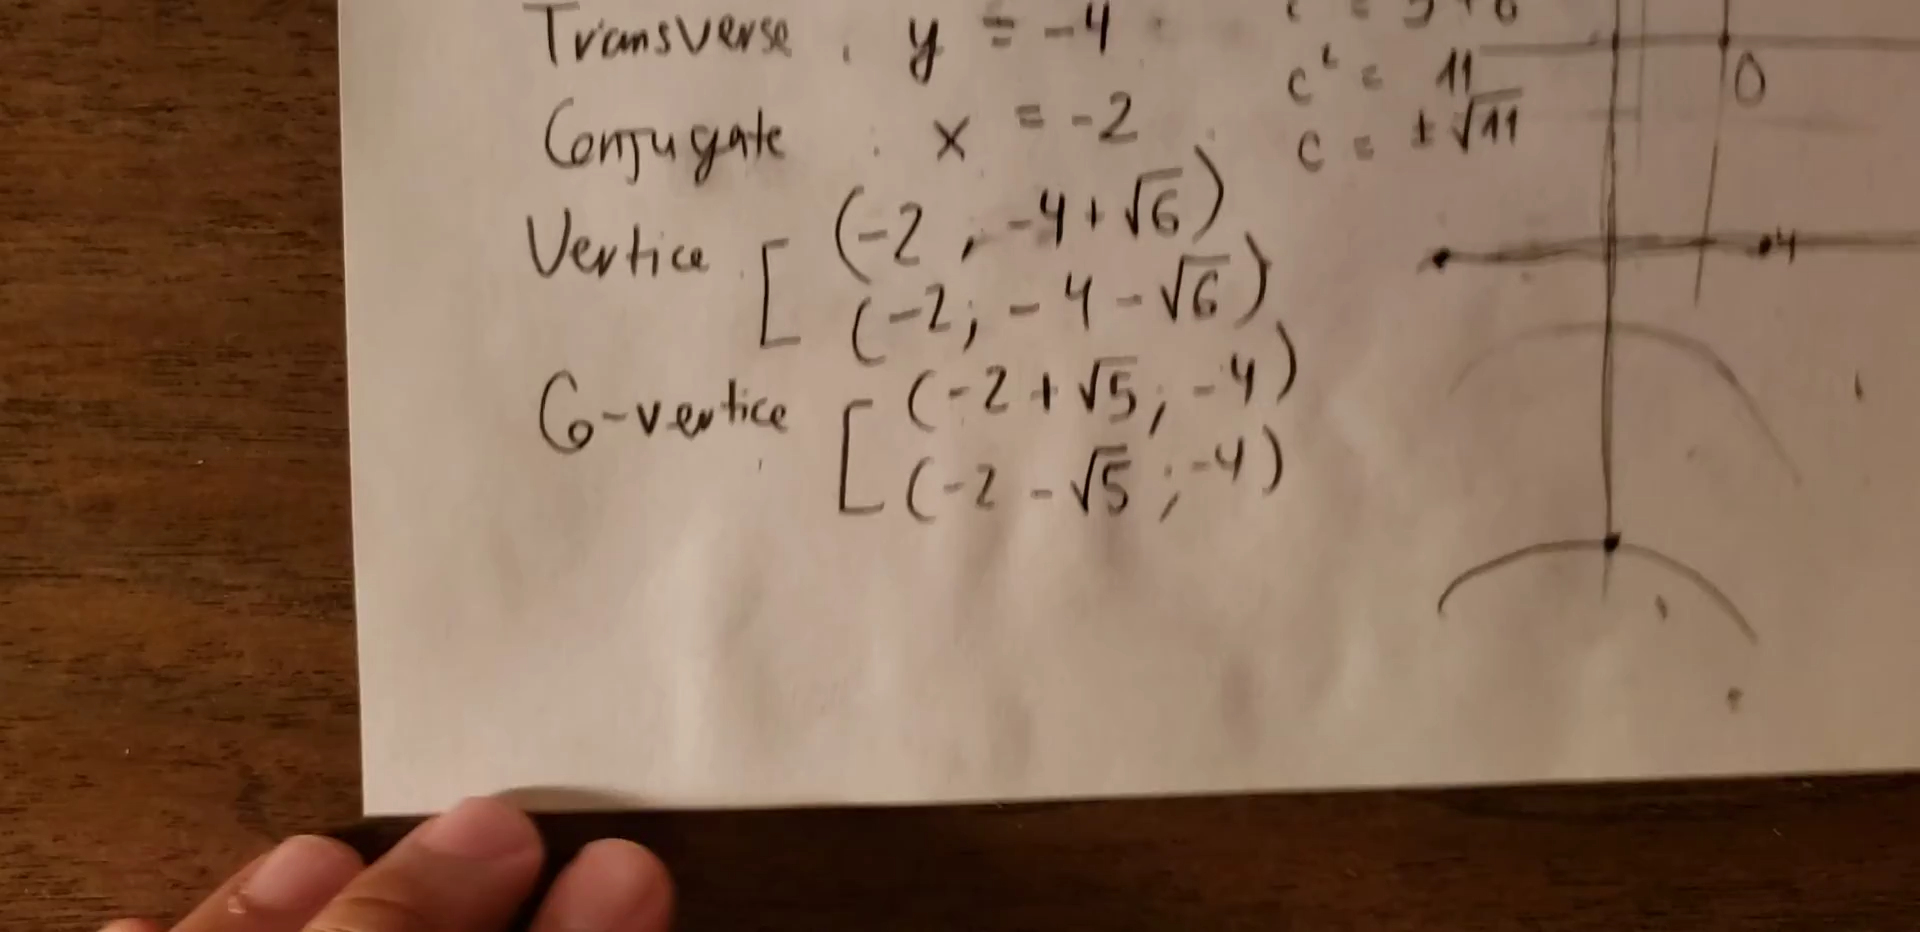 Transverse : y = -4
Conjugate : x = -2
Vertice [ (-2 ; -4 + √6)
(-2 ; -4 - √6)
Co-vertice [ (-2 + √5 ; -4)
(-2 - √5 ; -4)
c² = 11
c = ±√11
0
-4